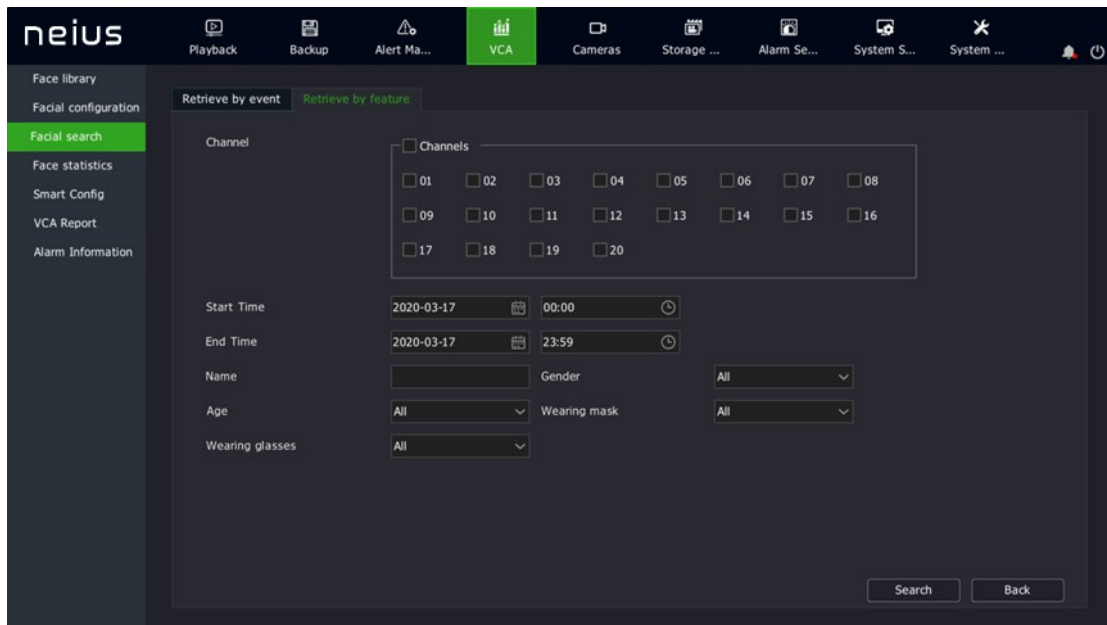 neius
Playback Backup Alert Ma... VCA Cameras Storage ... Alarm Se... System S... System ...
Face library
Facial configuration
Facial search
Face statistics
Smart Config
VCA Report
Alarm Information
Retrieve by event Retrieve by feature
Channel Channels
01 02 03 04 05 06 07 08
09 10 11 12 13 14 15 16
17 18 19 20
Start Time 2020-03-17 00:00
End Time 2020-03-17 23:59
Name Gender All
Age All Wearing mask All
Wearing glasses All
Search Back